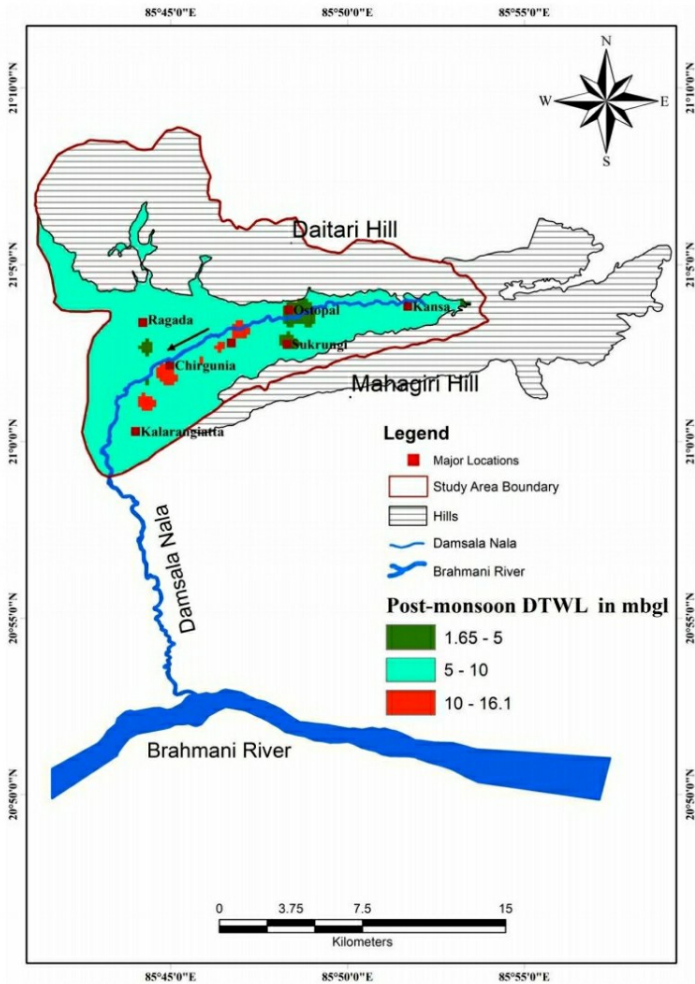 85°45'0"E 85°50'0"E 85°55'0"E
N
W E
S
21°10'0"N 21°10'0"N
Daitari Hill
21°5'0"N 21°5'0"N
Ostopal Kansa
Ragada
Sukrungi
Chirgunia
Mahagiri Hill
Kalarangiatta
21°0'0"N 21°0'0"N
Legend
Major Locations
Study Area Boundary
Hills
Damsala Nala
Brahmani River
Damsala Nala
Post-monsoon DTWL in mbgl
1.65 - 5
5 - 10
10 - 16.1
20°55'0"N 20°55'0"N
Brahmani River
20°50'0"N 20°50'0"N
0 3.75 7.5 15
Kilometers
85°45'0"E 85°50'0"E 85°55'0"E